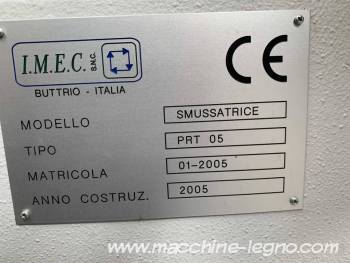 I.M.E.C. S.N.C.
CE
BUTTRIO - ITALIA
MODELLO SMUSSATRICE
TIPO PRT 05
MATRICOLA 01-2005
ANNO COSTRUZ. 2005
www.macchine-legno.com